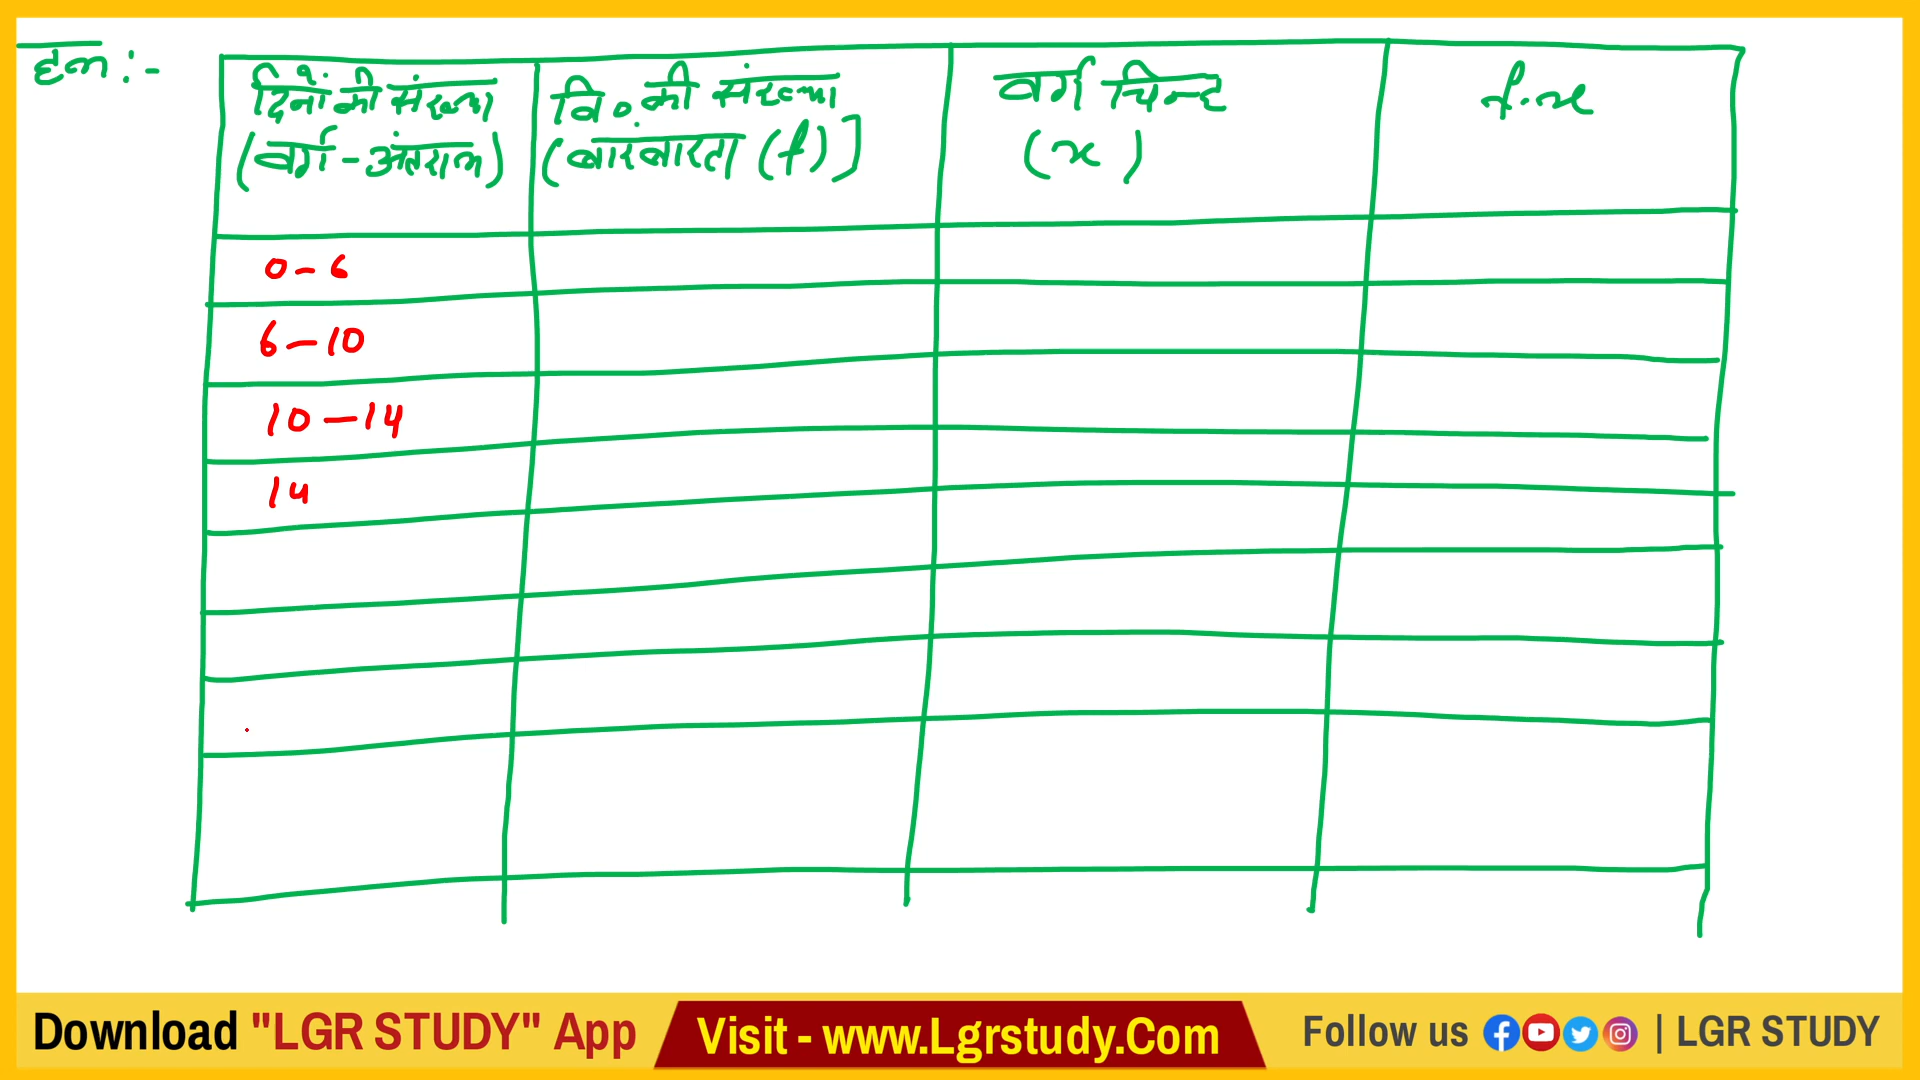 हल :-
दिनों की संख्या
(वर्ग - अंतराल)
वि० की संख्या
(बारंबारता (f)]
वर्ग चिन्ह
(x)
f.x
0-6
6-10
10-14
14
Download "LGR STUDY" App
Visit - www.Lgrstudy.Com
Follow us | LGR STUDY